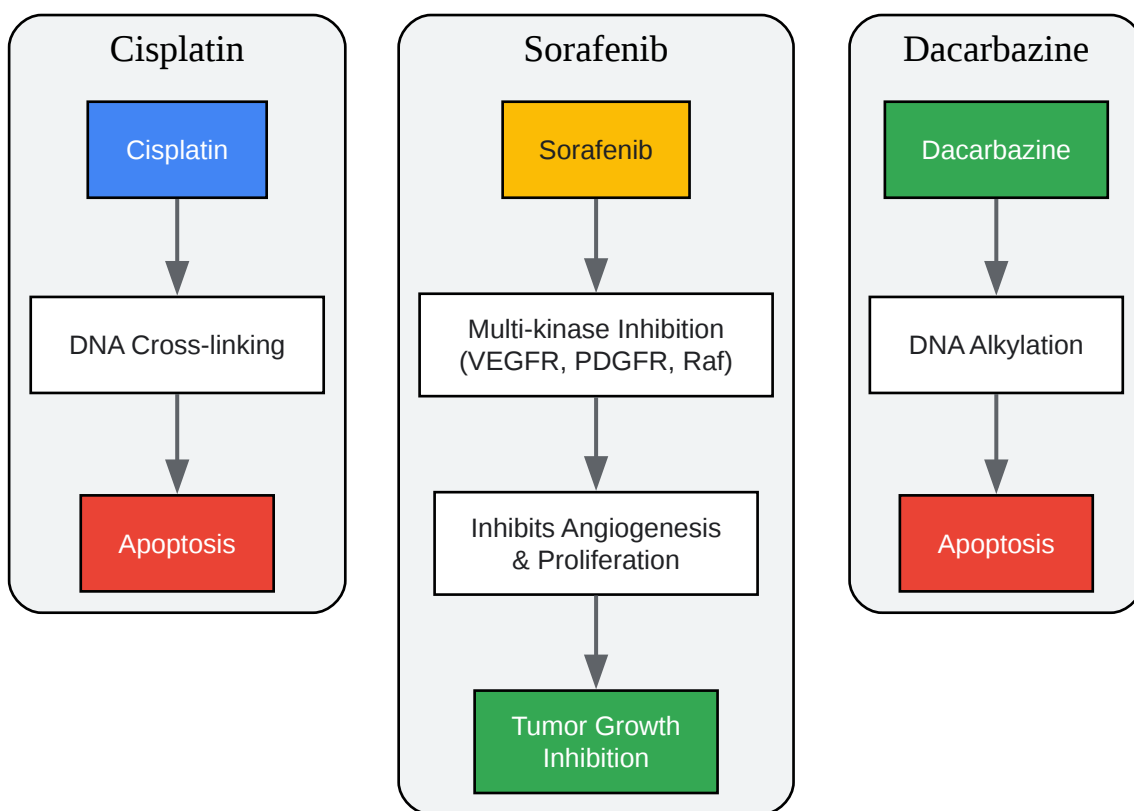 Cisplatin
Cisplatin
DNA Cross-linking
Apoptosis
Sorafenib
Sorafenib
Multi-kinase Inhibition
(VEGFR, PDGFR, Raf)
Inhibits Angiogenesis
& Proliferation
Tumor Growth
Inhibition
Dacarbazine
Dacarbazine
DNA Alkylation
Apoptosis